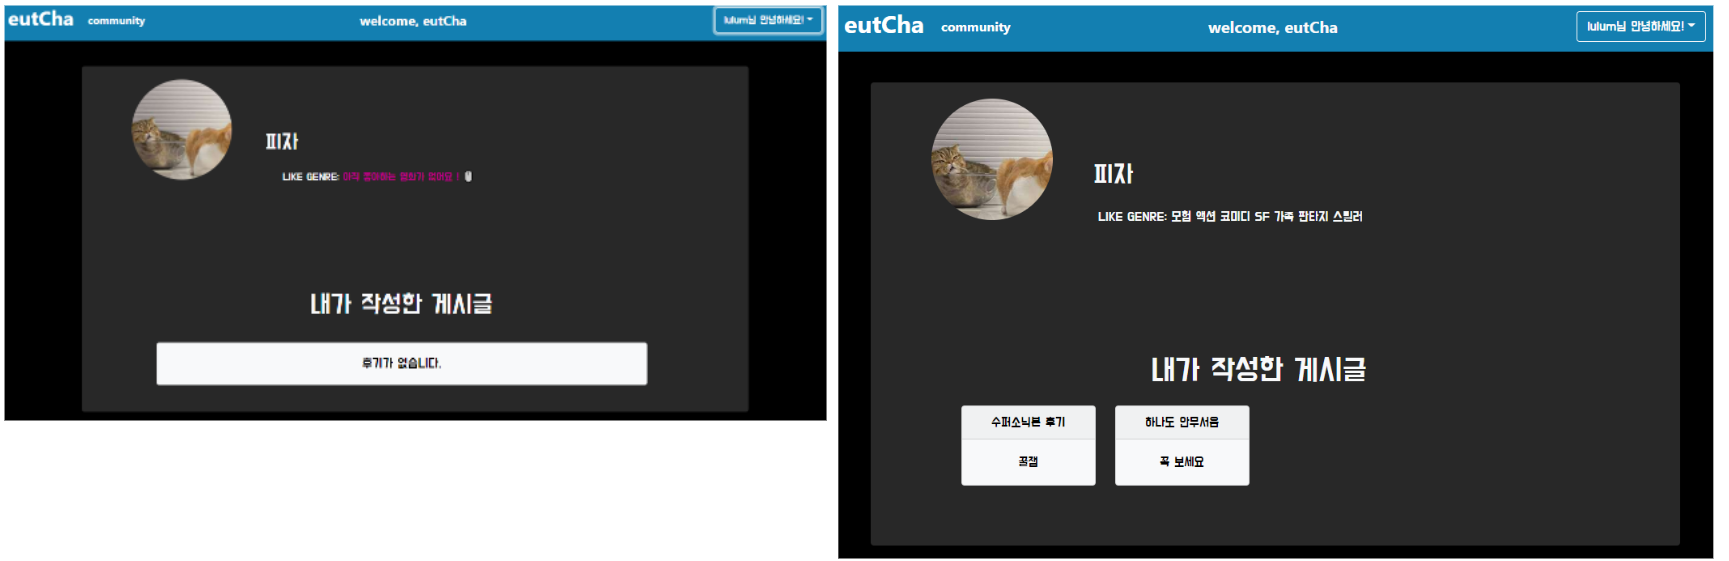 eutCha community welcome, eutCha lulum님 안녕하세요!
피자
LIKE GENRE: 아직 좋아하는 영화가 없어요 !
내가 작성한 게시글
후기가 없습니다.
eutCha community welcome, eutCha lulum님 안녕하세요!
피자
LIKE GENRE: 모험 액션 코미디 SF 가족 판타지 스릴러
내가 작성한 게시글
수퍼소닉본 후기 하나도 안무서움
꿀잼 꼭 보세요